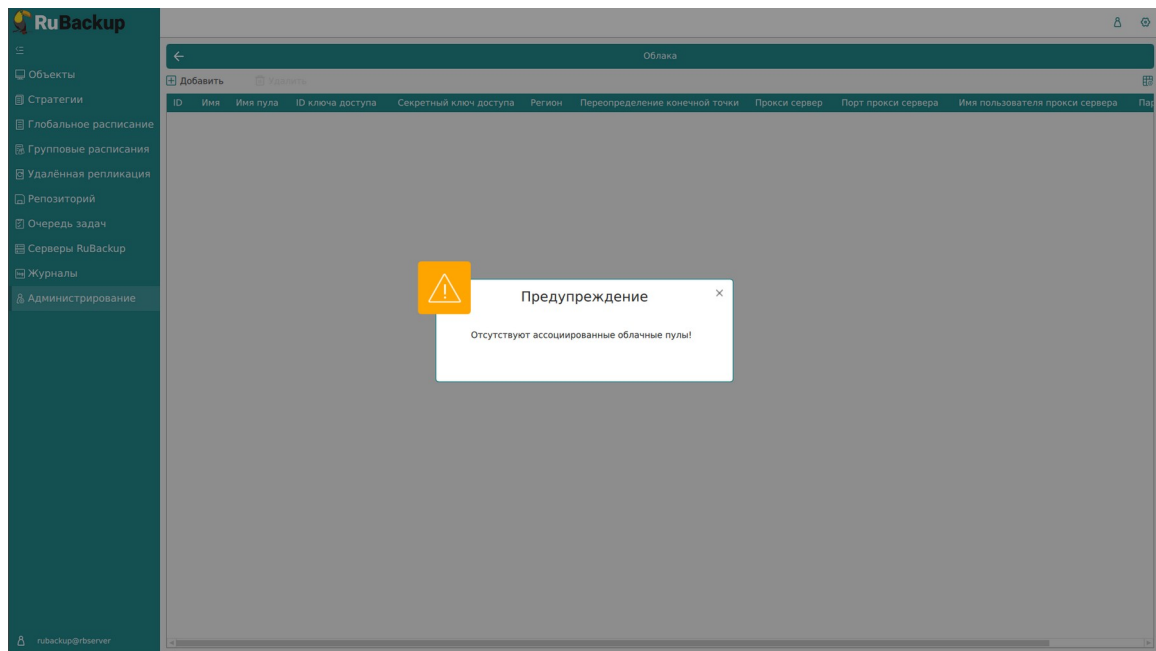 RuBackup
Облака
Объекты
Стратегии
Глобальное расписание
Групповые расписания
Удалённая репликация
Репозиторий
Очередь задач
Серверы RuBackup
Журналы
Администрирование
Добавить Удалить
ID Имя Имя пула ID ключа доступа Секретный ключ доступа Регион Переопределение конечной точки Прокси сервер Порт прокси сервера Имя пользователя прокси сервера Пар
Предупреждение
Отсутствуют ассоциированные облачные пулы!
rubackup@rbserver